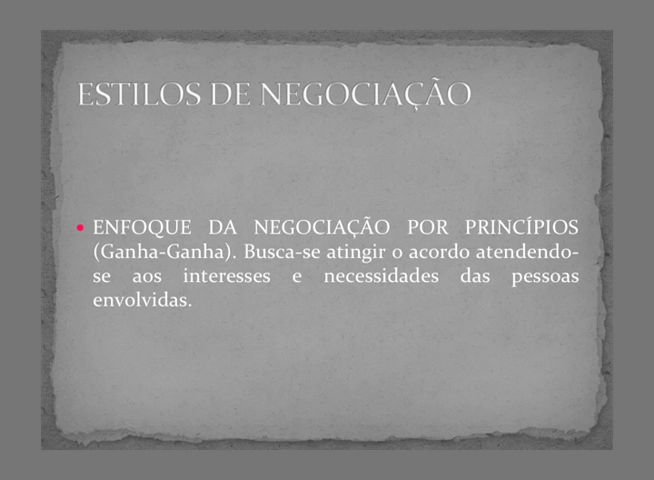 ESTILOS DE NEGOCIAÇÃO
ENFOQUE DA NEGOCIAÇÃO POR PRINCÍPIOS
(Ganha-Ganha). Busca-se atingir o acordo atendendo-
se aos interesses e necessidades das pessoas
envolvidas.